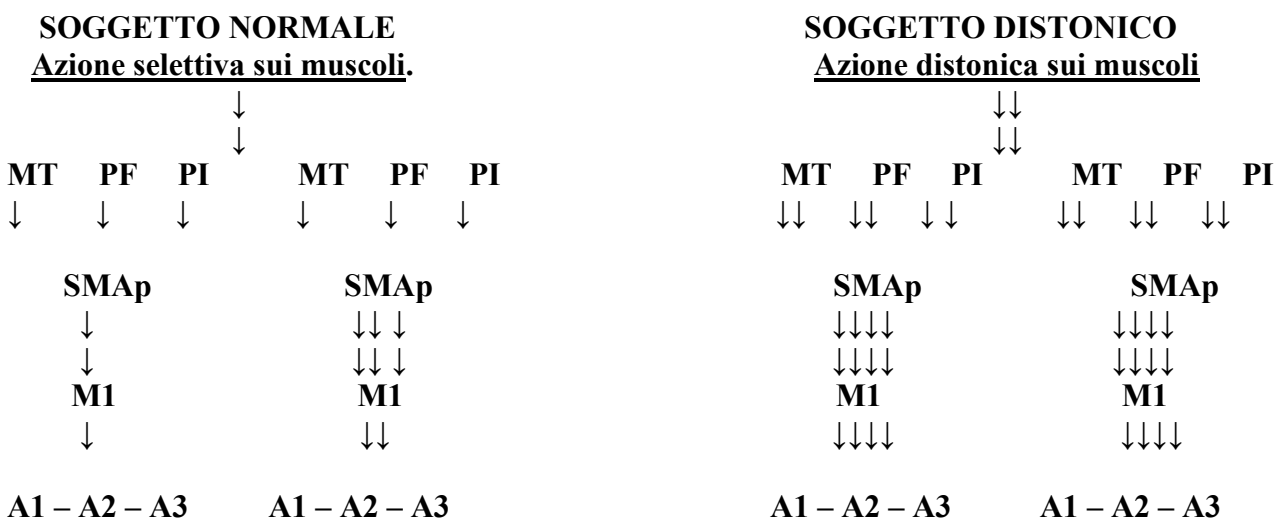 SOGGETTO NORMALE SOGGETTO DISTONICO
Azione selettiva sui muscoli. Azione distonica sui muscoli
↓ ↓↓
↓ ↓↓
MT PF PI MT PF PI MT PF PI MT PF PI
↓ ↓ ↓ ↓ ↓ ↓ ↓↓ ↓↓ ↓ ↓ ↓↓ ↓↓ ↓↓
SMAp SMAp SMAp SMAp
↓ ↓↓ ↓ ↓↓↓↓ ↓↓↓↓
↓ ↓↓ ↓ ↓↓↓↓ ↓↓↓↓
M1 M1 M1 M1
↓ ↓↓ ↓↓↓↓ ↓↓↓↓
A1 – A2 – A3 A1 – A2 – A3 A1 – A2 – A3 A1 – A2 – A3